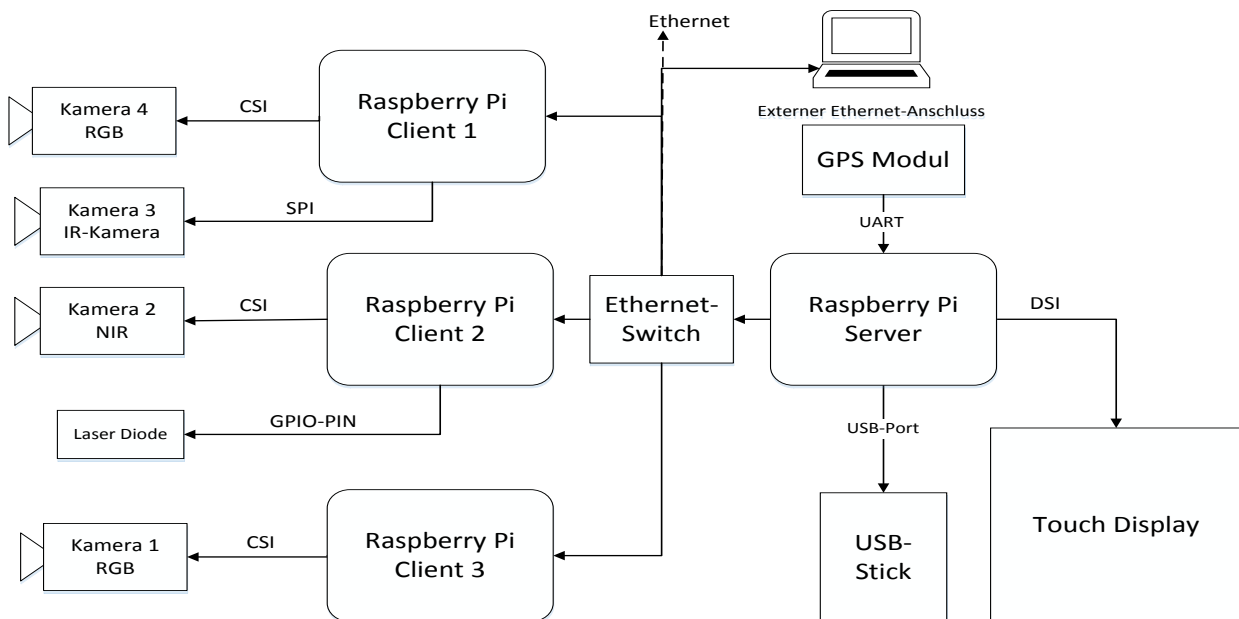 Ethernet
Kamera 4
RGB
CSI
Raspberry Pi
Client 1
Externer Ethernet-Anschluss
GPS Modul
Kamera 3
IR-Kamera
SPI
UART
Kamera 2
NIR
CSI
Raspberry Pi
Client 2
Ethernet-
Switch
Raspberry Pi
Server
DSI
Laser Diode
GPIO-PIN
USB-Port
Kamera 1
RGB
CSI
Raspberry Pi
Client 3
USB-
Stick
Touch Display